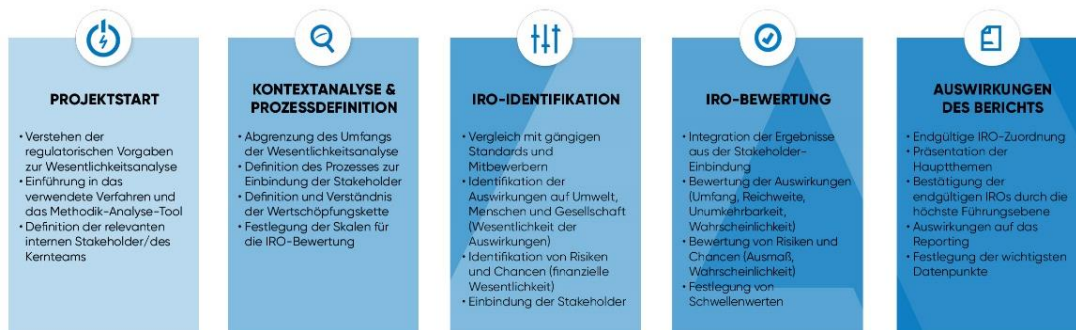 PROJEKTSTART
• Verstehen der
regulatorischen Vorgaben
zur Wesentlichkeitsanalyse
• Einführung in das
verwendete Verfahren und
das Methodik-Analyse-Tool
• Definition der relevanten
internen Stakeholder/des
Kernteams
KONTEXTANALYSE &
PROZESSDEFINITION
• Abgrenzung des Umfangs
der Wesentlichkeitsanalyse
• Definition des Prozesses zur
Einbindung der Stakeholder
• Definition und Verständnis
der Wertschöpfungskette
• Festlegung der Skalen für
die IRO-Bewertung
IRO-IDENTIFIKATION
• Vergleich mit gängigen
Standards und
Mitbewerbern
• Identifikation der
Auswirkungen auf Umwelt,
Menschen und Gesellschaft
(Wesentlichkeit der
Auswirkungen)
• Identifikation von Risiken
und Chancen (finanzielle
Wesentlichkeit)
• Einbindung der Stakeholder
IRO-BEWERTUNG
• Integration der Ergebnisse
aus der Stakeholder-
Einbindung
• Bewertung der Auswirkungen
(Umfang, Reichweite,
Unumkehrbarkeit,
Wahrscheinlichkeit)
• Bewertung von Risiken und
Chancen (Ausmaß,
Wahrscheinlichkeit)
• Festlegung von
Schwellenwerten
AUSWIRKUNGEN
DES BERICHTS
• Endgültige IRO-Zuordnung
• Präsentation der
Hauptthemen
• Bestätigung der
endgültigen IROs durch die
höchste Führungsebene
• Auswirkungen auf das
Reporting
• Festlegung der wichtigsten
Datenpunkte